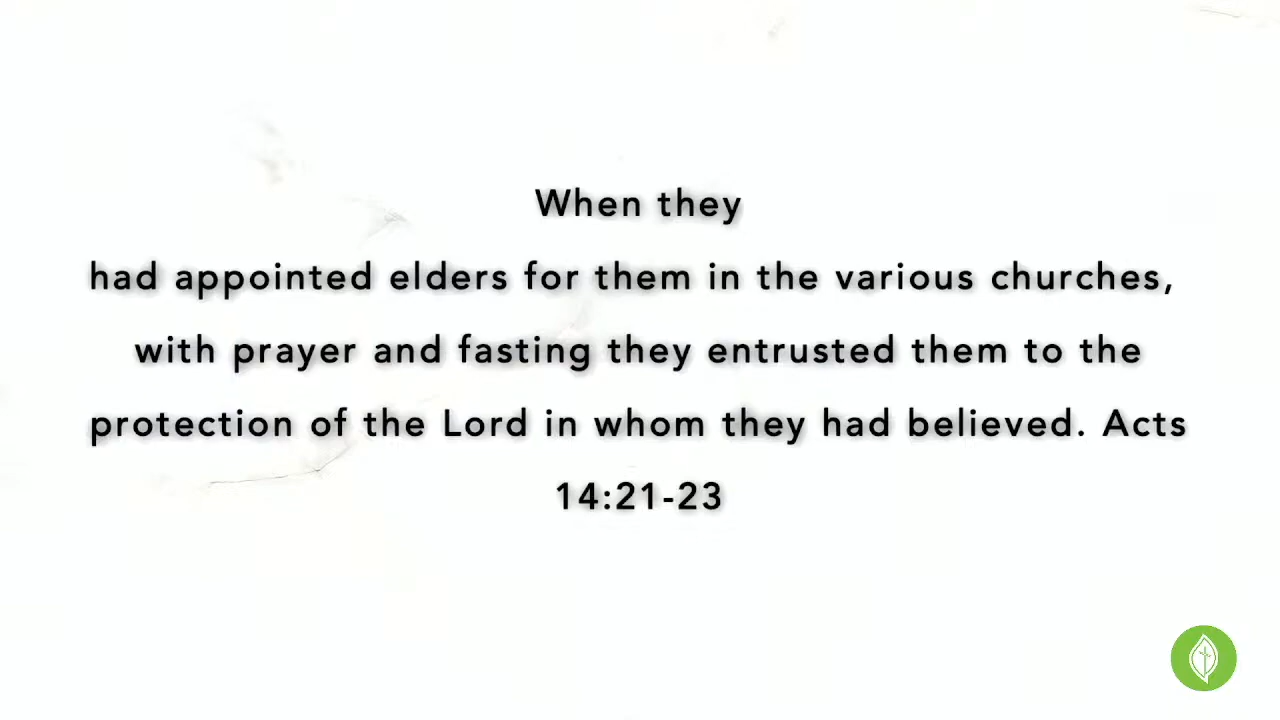 When they
had appointed elders for them in the various churches,
with prayer and fasting they entrusted them to the
protection of the Lord in whom they had believed. Acts
14:21-23